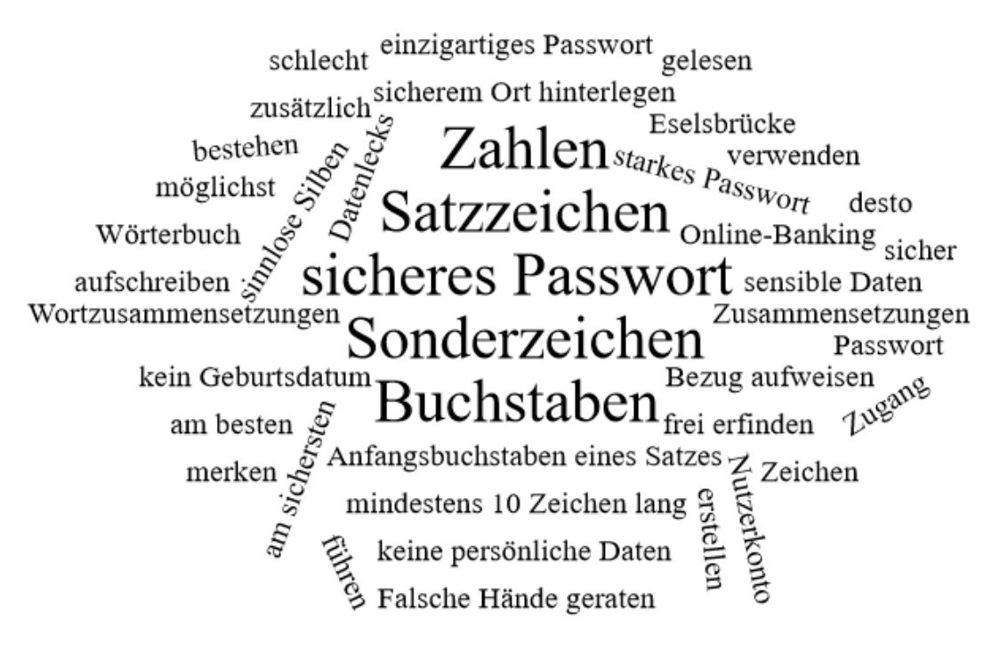 einzigartiges Passwort
schlecht
gelesen
sicherem Ort hinterlegen
zusätzlich
Eselsbrücke
Datenlecks
Zahlen
bestehen
starkes Passwort
verwenden
sinnlose Silben
möglichst
desto
Satzzeichen
Wörterbuch
Online-Banking
sicher
aufschreiben
sicheres Passwort
sensible Daten
Wortzusammensetzungen
Zusammensetzungen
Sonderzeichen
Passwort
kein Geburtsdatum
Bezug aufweisen
Buchstaben
Zugang
am besten
frei erfinden
am sichersten
Anfangsbuchstaben eines Satzes
merken
Nutzerkonto
Zeichen
mindestens 10 Zeichen lang
erstellen
führen
keine persönliche Daten
Falsche Hände geraten